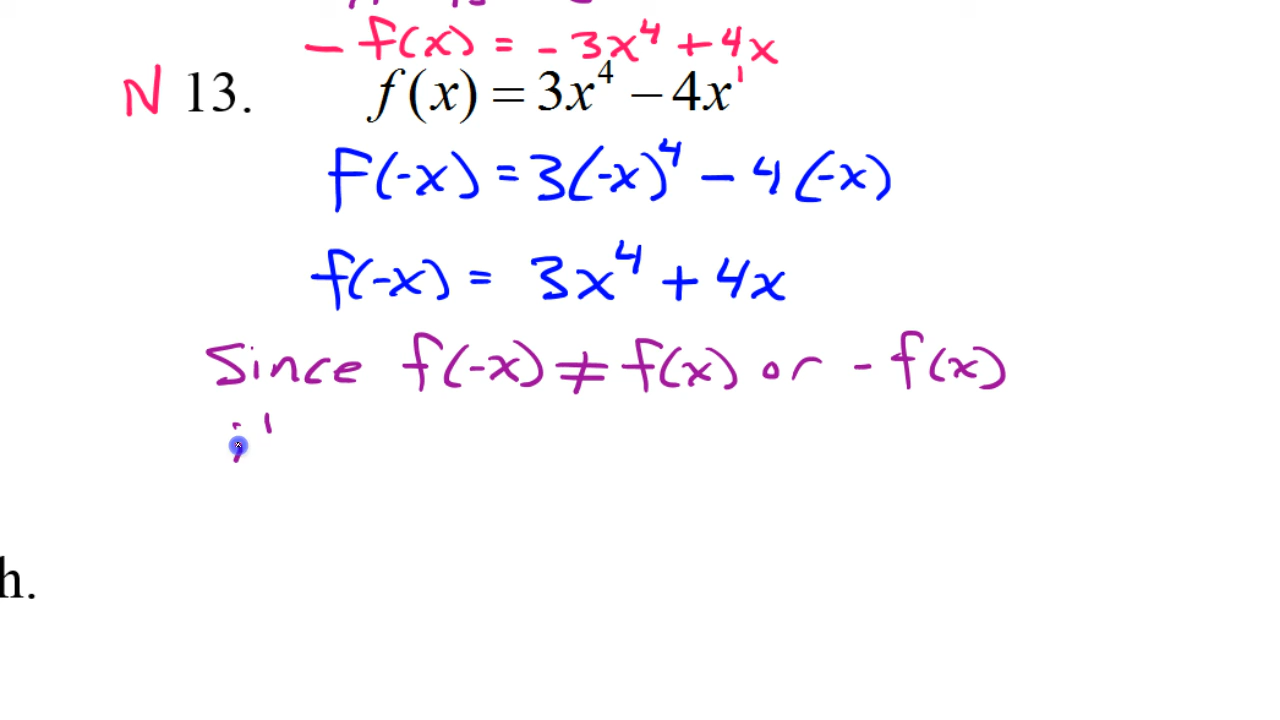 - f(x) = - 3x⁴ + 4x
N 13. f(x) = 3x⁴ − 4x¹
F(-x) = 3(-x)⁴ - 4(-x)
f(-x) = 3x⁴ + 4x
Since f(-x) ≠ f(x) or - f(x)
h.